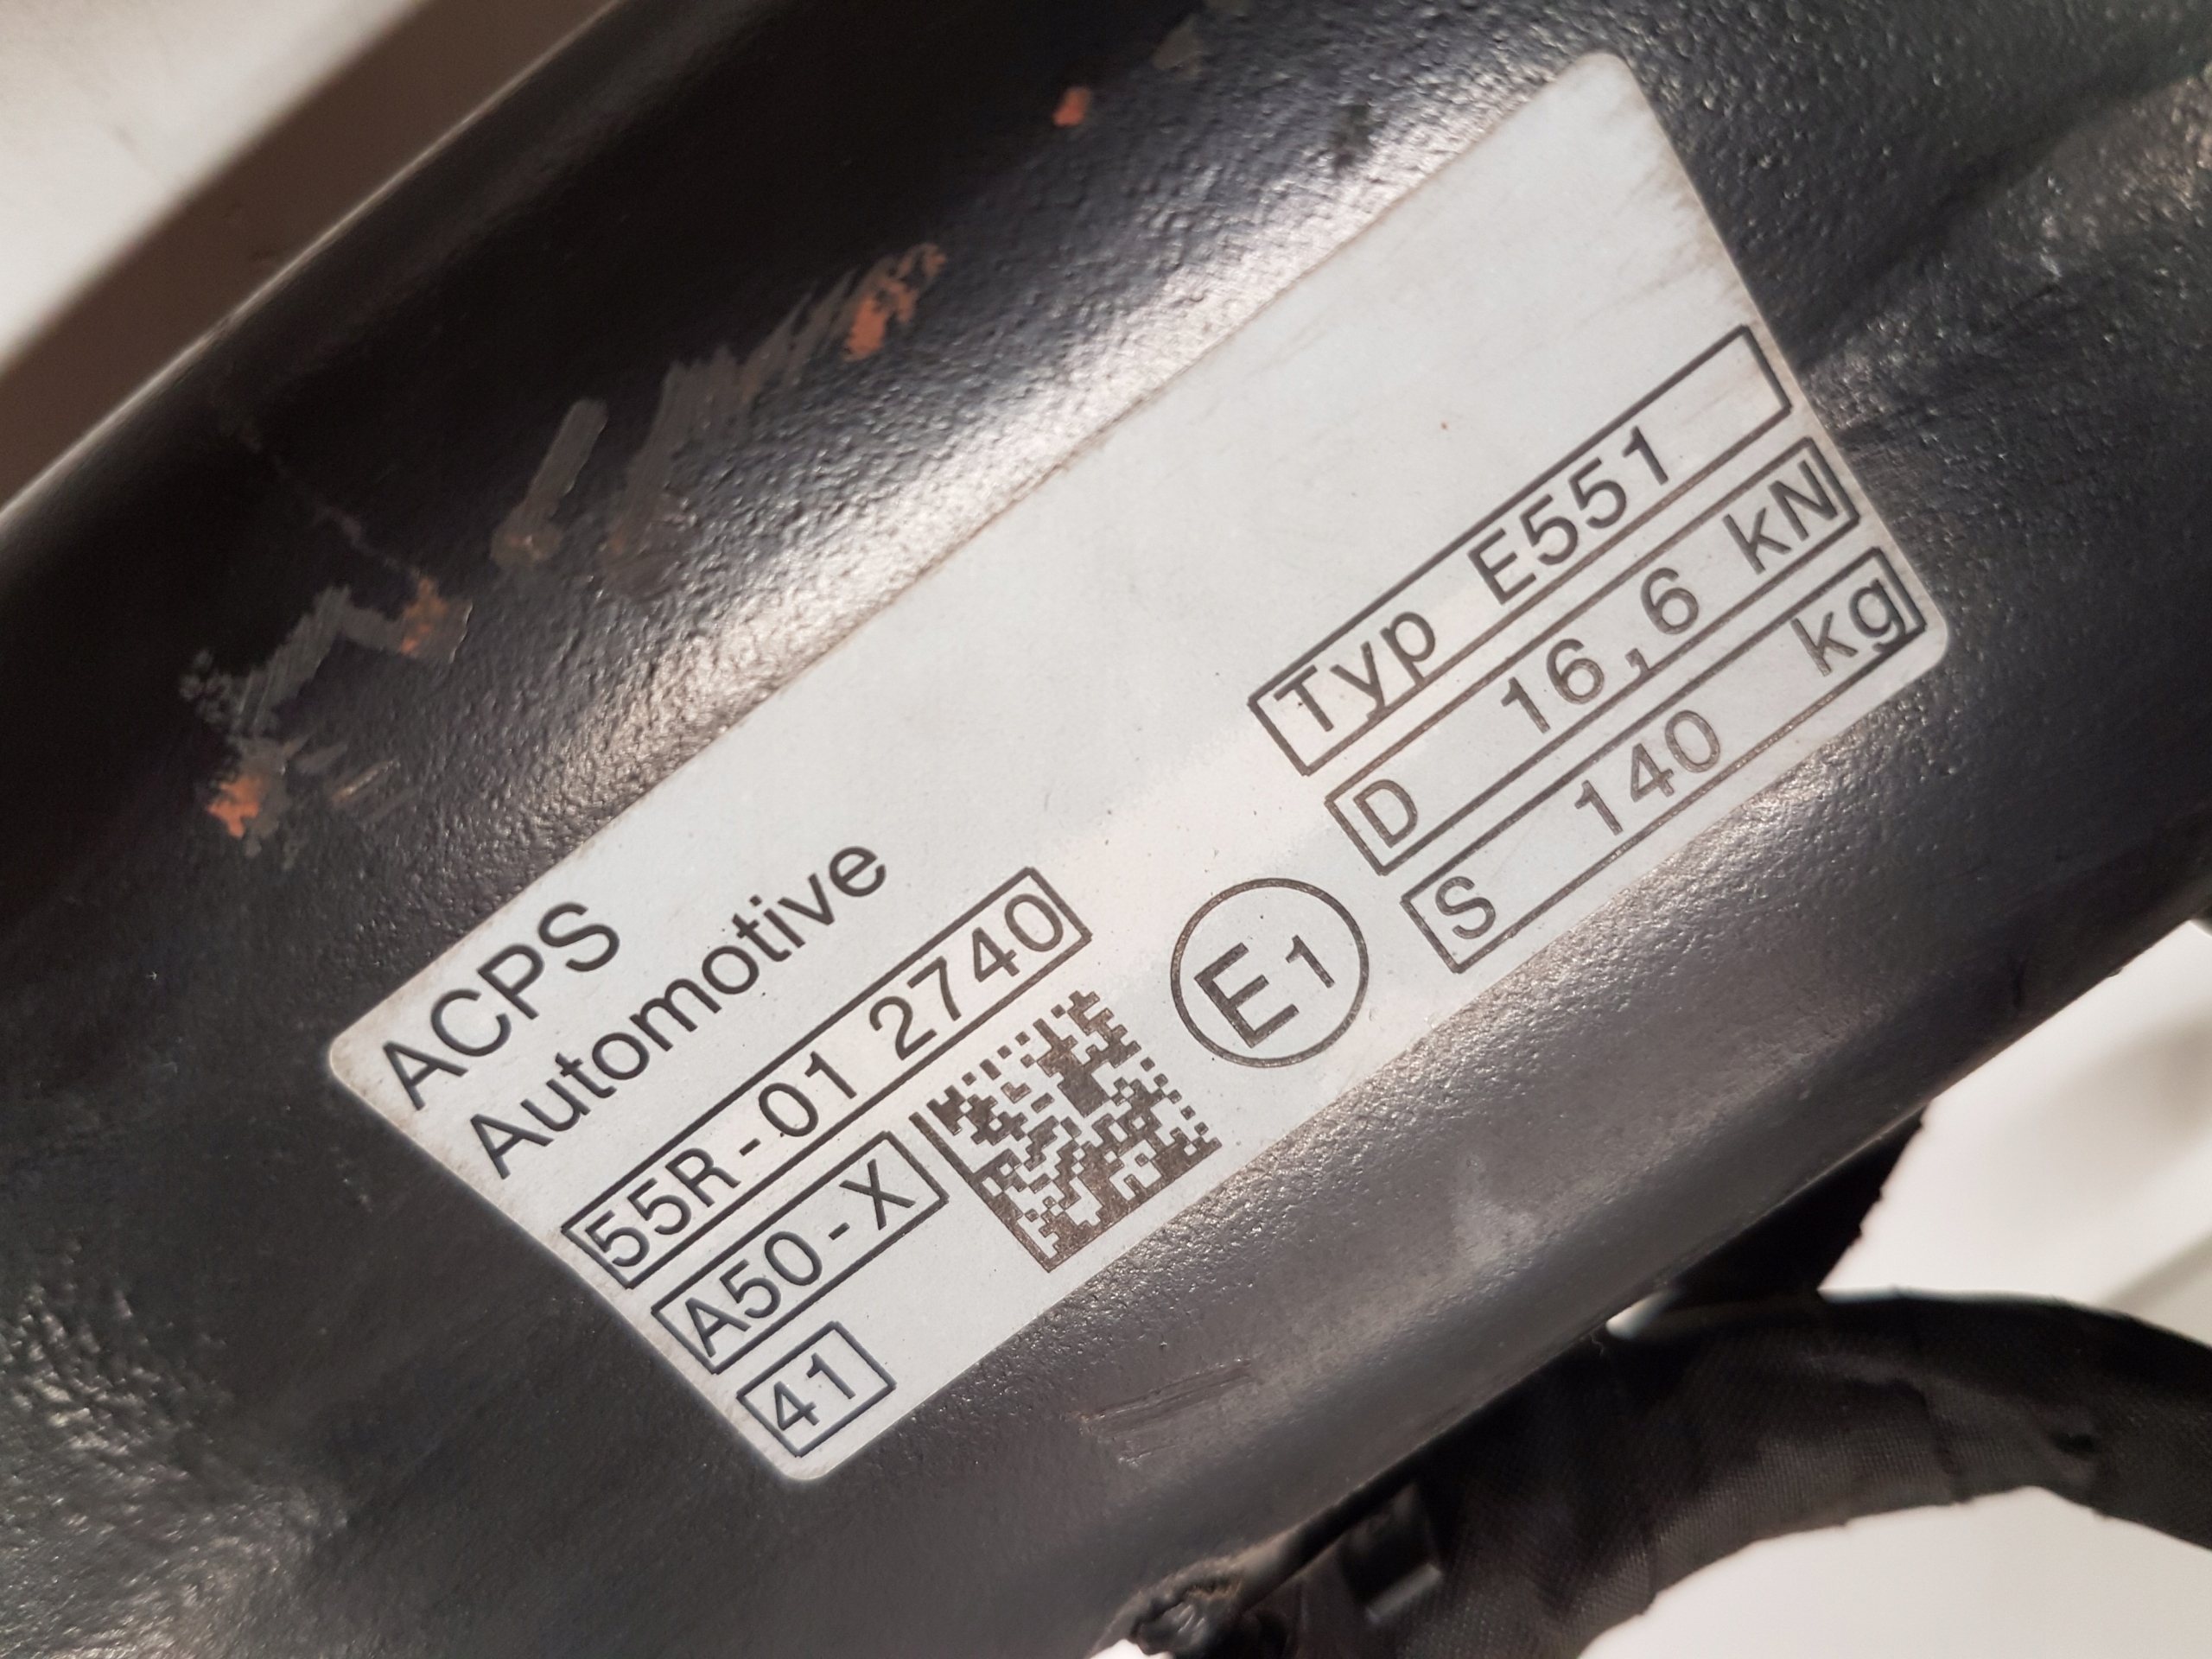 ACPS
Automotive
55R-01 2740
A50-X
41
E1
Typ E551
D 16,6 kN
S 140 kg